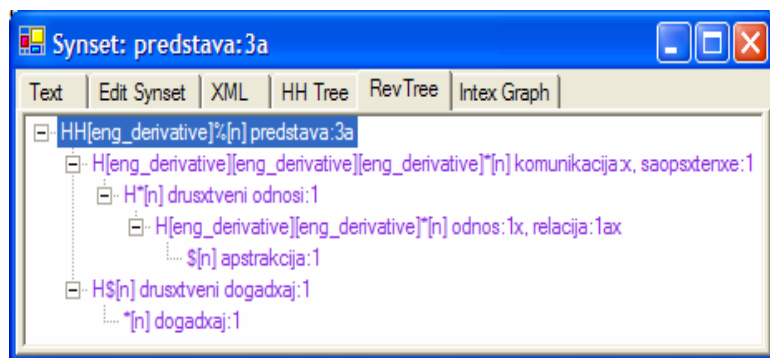 Synset: predstava:3a
Text Edit Synset XML HH Tree RevTree Intex Graph
HH[eng_derivative]%[n] predstava:3a
H[eng_derivative][eng_derivative][eng_derivative]*[n] komunikacija:x, saopsxtenxe:1
H*[n] drusxtveni odnosi:1
H[eng_derivative][eng_derivative]*[n] odnos:1x, relacija:1ax
$[n] apstrakcija:1
H$[n] drusxtveni dogadxaj:1
*[n] dogadxaj:1